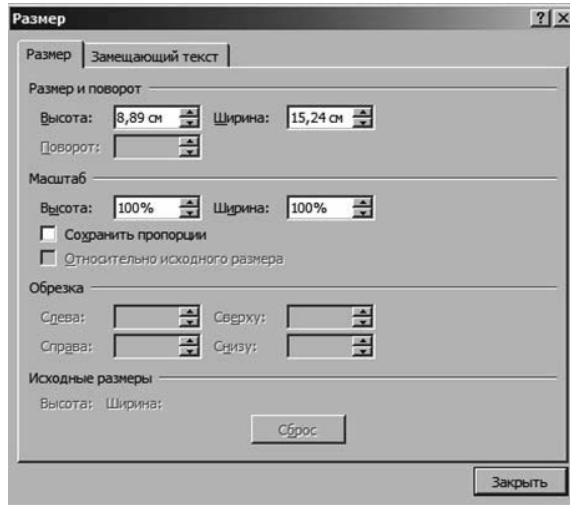 Размер
Размер Замещающий текст
Размер и поворот
Высота: 8,89 см Ширина: 15,24 см
Поворот:
Масштаб
Высота: 100% Ширина: 100%
Сохранить пропорции
Относительно исходного размера
Обрезка
Слева: Сверху:
Справа: Снизу:
Исходные размеры
Высота: Ширина:
Сброс
Закрыть